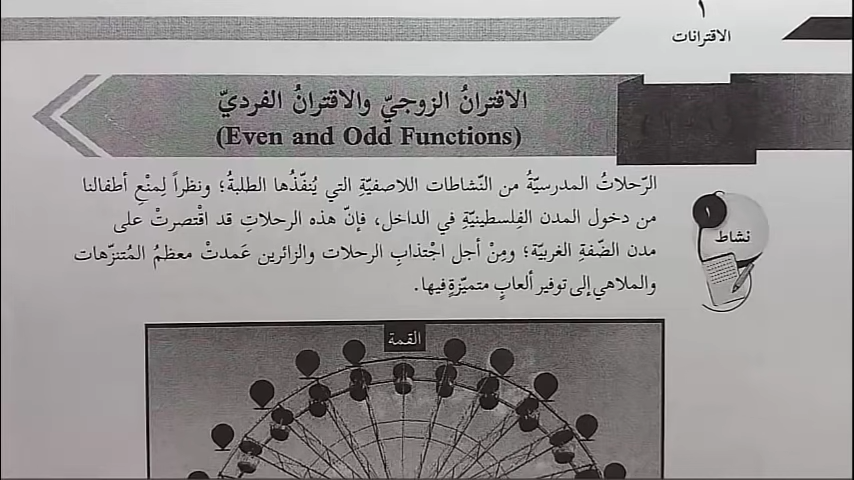 ١
الاقترانات
الاقترانُ الزوجيّ والاقترانُ الفرديّ
(Even and Odd Functions)
١
نشاط
الرّحلاتُ المدرسيّةُ من النّشاطات اللاصفيّةِ التي يُنفّذُها الطلبةُ؛ ونظراً لِمنْعِ أطفالنا
من دخول المدن الفِلسطينيّةِ في الداخل، فإنّ هذه الرحلاتِ قد اقْتصرتْ على
مدن الضّفةِ الغربيّة؛ ومِنْ أجل اجْتذابِ الرحلات والزائرين عَمدتْ معظمُ المُتنزّهات
والملاهي إلى توفير ألعابٍ متميّزةٍ فيها.
القمة